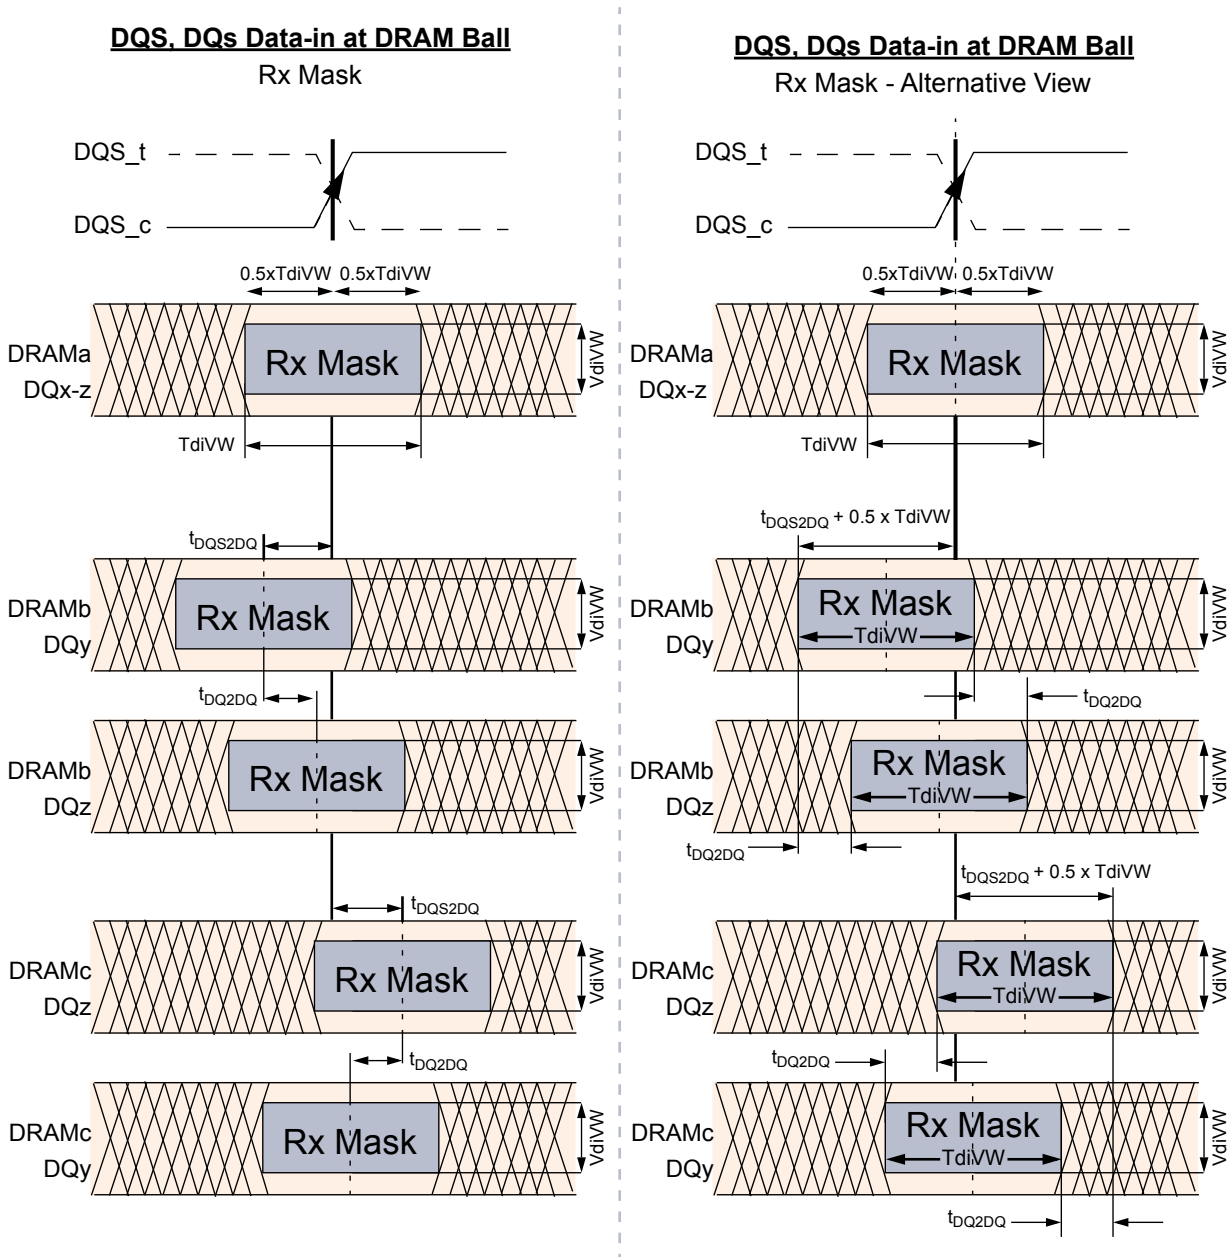 DQS, DQs Data-in at DRAM Ball
Rx Mask
DQS_t
DQS_c
0.5xTdiVW 0.5xTdiVW
DRAMa
DQx-z
Rx Mask
VdiVW
TdiVW
tDQS2DQ
DRAMb
DQy
Rx Mask
VdiVW
tDQ2DQ
DRAMb
DQz
Rx Mask
VdiVW
tDQS2DQ
DRAMc
DQz
Rx Mask
VdiVW
tDQ2DQ
DRAMc
DQy
Rx Mask
VdiVW
DQS, DQs Data-in at DRAM Ball
Rx Mask - Alternative View
DQS_t
DQS_c
0.5xTdiVW 0.5xTdiVW
DRAMa
DQx-z
Rx Mask
VdiVW
TdiVW
tDQS2DQ + 0.5 x TdiVW
DRAMb
DQy
Rx Mask
TdiVW
VdiVW
tDQ2DQ
DRAMb
DQz
Rx Mask
TdiVW
VdiVW
tDQ2DQ
tDQS2DQ + 0.5 x TdiVW
DRAMc
DQz
Rx Mask
TdiVW
VdiVW
tDQ2DQ
DRAMc
DQy
Rx Mask
TdiVW
VdiVW
tDQ2DQ